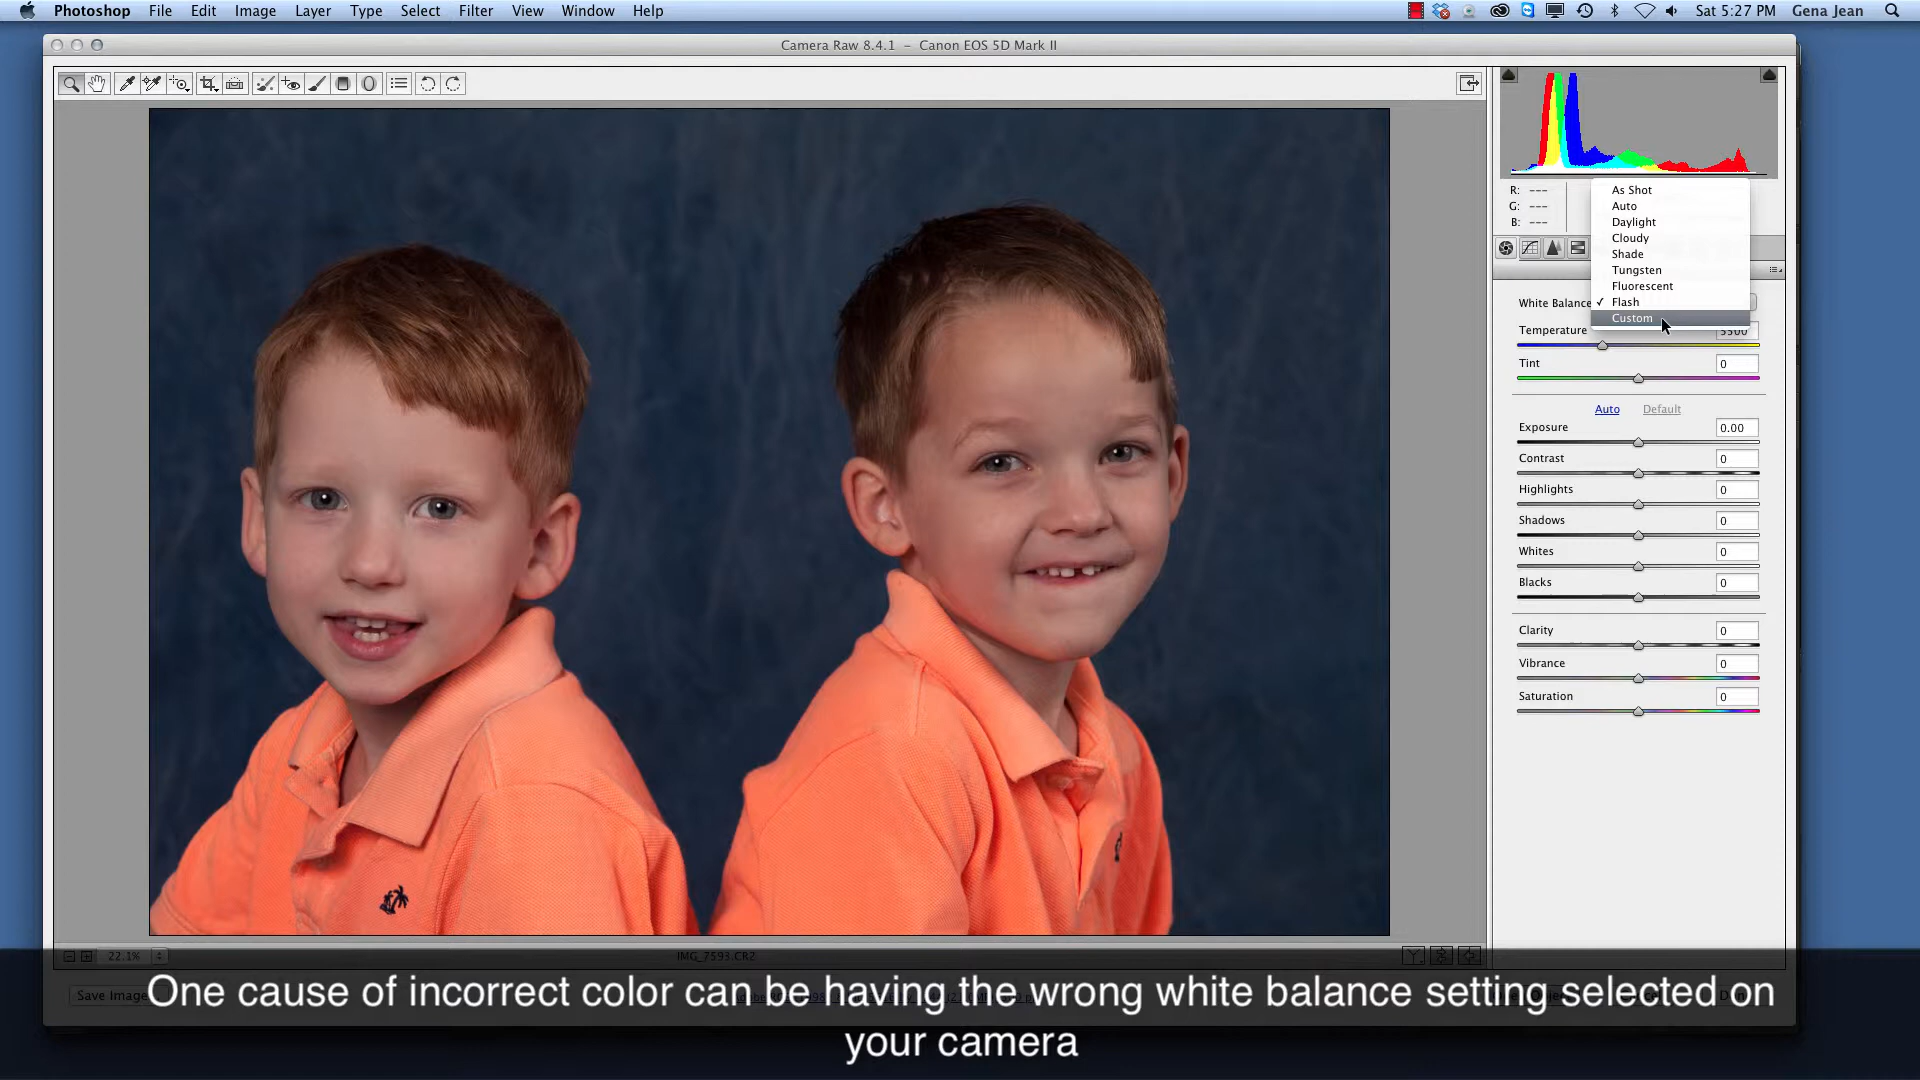 Photoshop File Edit Image Layer Type Select Filter View Window Help Sat 5:27 PM Gena Jean
Camera Raw 8.4.1 – Canon EOS 5D Mark II
R: ---
G: ---
B: ---
As Shot
Auto
Daylight
Cloudy
Shade
Tungsten
Fluorescent
White Balance ✓ Flash
Custom
Temperature 5500
Tint 0
Auto Default
Exposure 0.00
Contrast 0
Highlights 0
Shadows 0
Whites 0
Blacks 0
Clarity 0
Vibrance 0
Saturation 0
22.1% IMG_7593.CR2
Save Image
One cause of incorrect color can be having the wrong white balance setting selected on
your camera